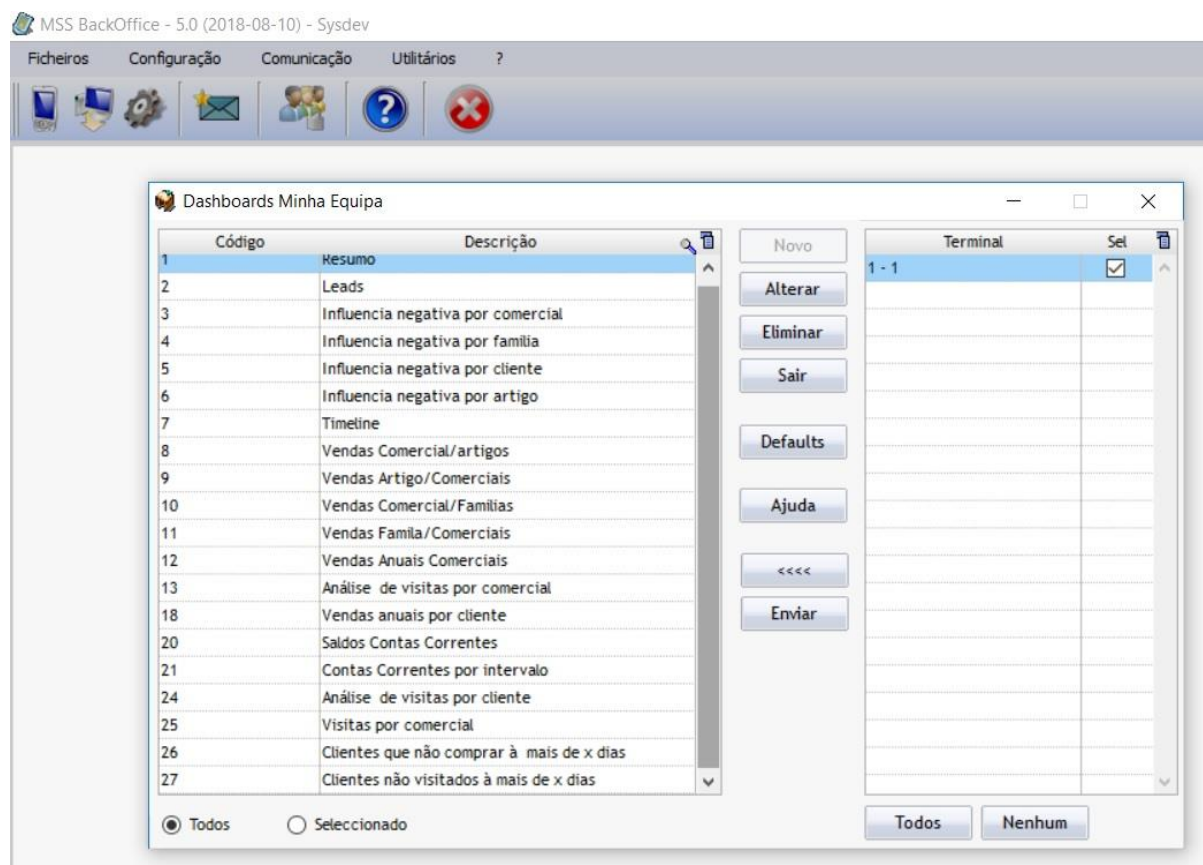 MSS BackOffice - 5.0 (2018-08-10) - Sysdev
Ficheiros Configuração Comunicação Utilitários ?
Dashboards Minha Equipa
Código Descrição
1 Resumo
2 Leads
3 Influencia negativa por comercial
4 Influencia negativa por familia
5 Influencia negativa por cliente
6 Influencia negativa por artigo
7 Timeline
8 Vendas Comercial/artigos
9 Vendas Artigo/Comerciais
10 Vendas Comercial/Familias
11 Vendas Famila/Comerciais
12 Vendas Anuais Comerciais
13 Análise de visitas por comercial
18 Vendas anuais por cliente
20 Saldos Contas Correntes
21 Contas Correntes por intervalo
24 Análise de visitas por cliente
25 Visitas por comercial
26 Clientes que não comprar à mais de x dias
27 Clientes não visitados à mais de x dias
Todos Seleccionado
Novo
Alterar
Eliminar
Sair
Defaults
Ajuda
<<<<
Enviar
Terminal Sel
1 - 1
Todos Nenhum